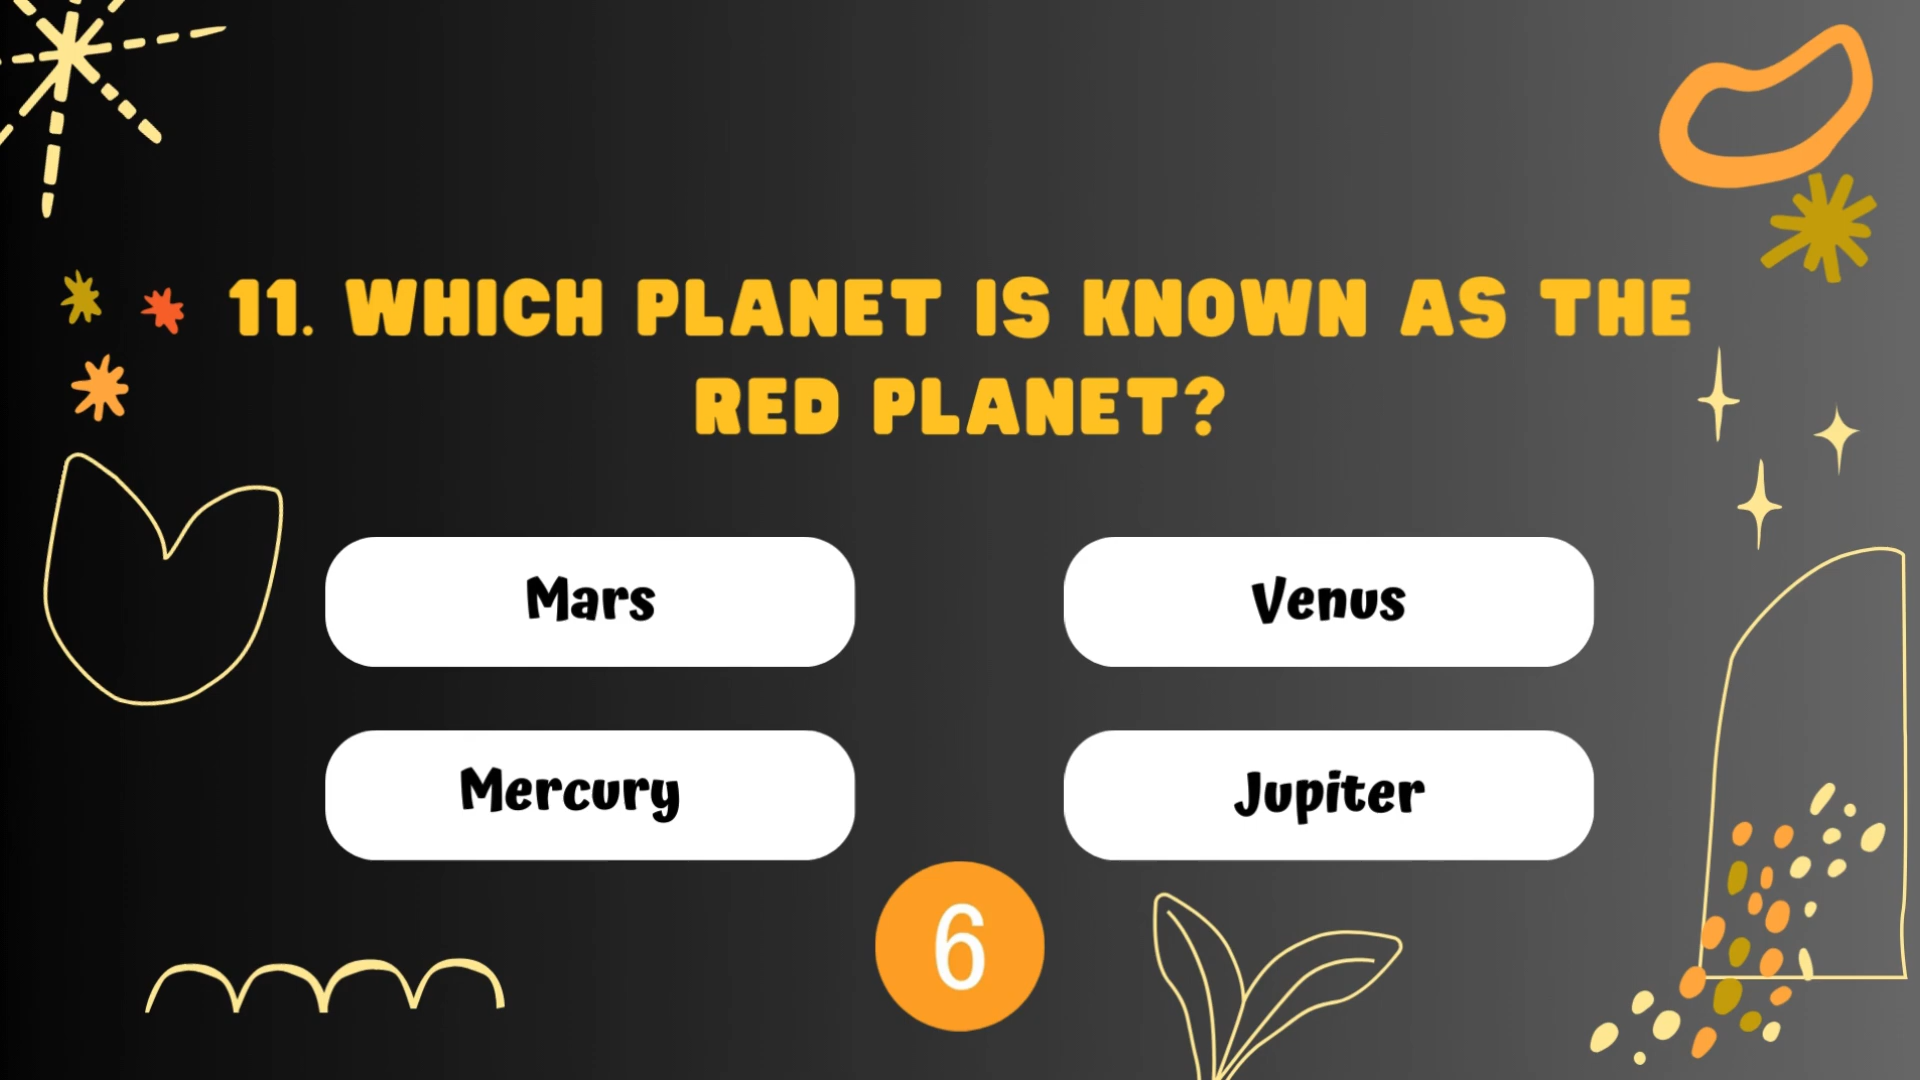 11. WHICH PLANET IS KNOWN AS THE
RED PLANET?
Mars
Venus
Mercury
Jupiter
6